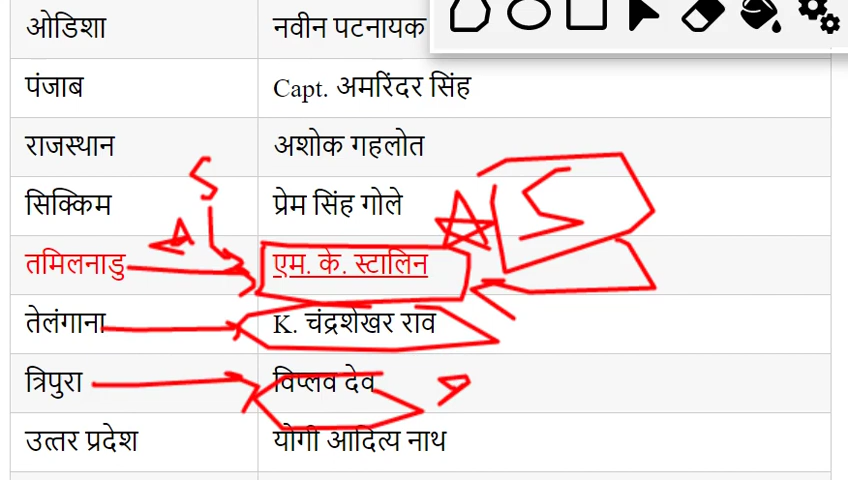 ओडिशा नवीन पटनायक
पंजाब Capt. अमरिंदर सिंह
राजस्थान अशोक गहलोत
सिक्किम प्रेम सिंह गोले
तमिलनाडु एम. के. स्टालिन
तेलंगाना K. चंद्रशेखर राव
त्रिपुरा विप्लव देव
उत्तर प्रदेश योगी आदित्य नाथ